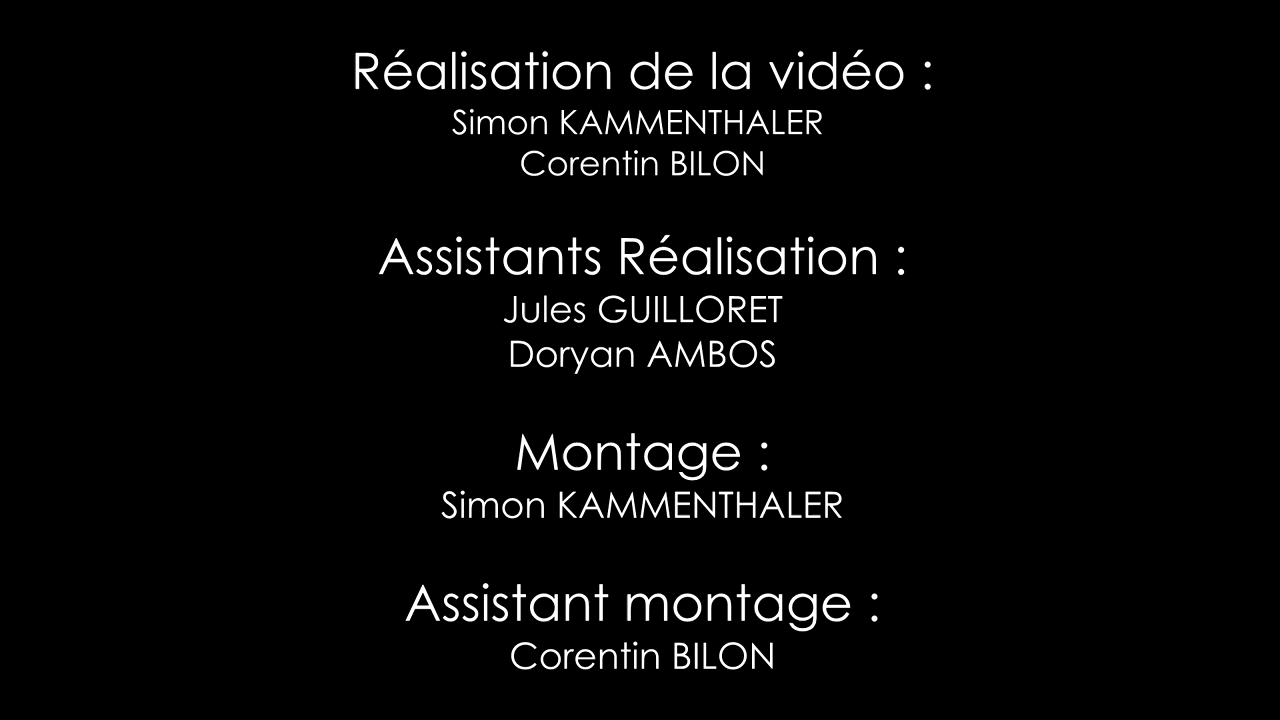 Réalisation de la vidéo :
Simon KAMMENTHALER
Corentin BILON
Assistants Réalisation :
Jules GUILLORET
Doryan AMBOS
Montage :
Simon KAMMENTHALER
Assistant montage :
Corentin BILON